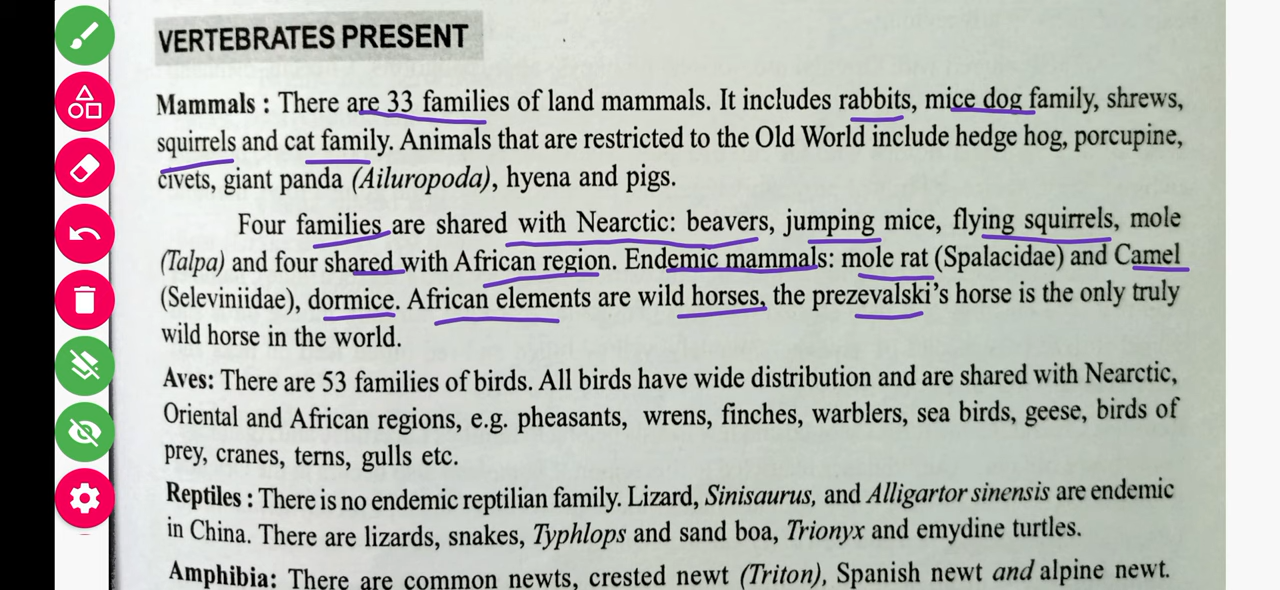 VERTEBRATES PRESENT
Mammals : There are 33 families of land mammals. It includes rabbits, mice dog family, shrews,
squirrels and cat family. Animals that are restricted to the Old World include hedge hog, porcupine,
civets, giant panda (Ailuropoda), hyena and pigs.
Four families are shared with Nearctic: beavers, jumping mice, flying squirrels, mole
(Talpa) and four shared with African region. Endemic mammals: mole rat (Spalacidae) and Camel
(Seleviniidae), dormice. African elements are wild horses, the prezevalski's horse is the only truly
wild horse in the world.
Aves: There are 53 families of birds. All birds have wide distribution and are shared with Nearctic,
Oriental and African regions, e.g. pheasants, wrens, finches, warblers, sea birds, geese, birds of
prey, cranes, terns, gulls etc.
Reptiles : There is no endemic reptilian family. Lizard, Sinisaurus, and Alligartor sinensis are endemic
in China. There are lizards, snakes, Typhlops and sand boa, Trionyx and emydine turtles.
Amphibia: There are common newts, crested newt (Triton), Spanish newt and alpine newt.